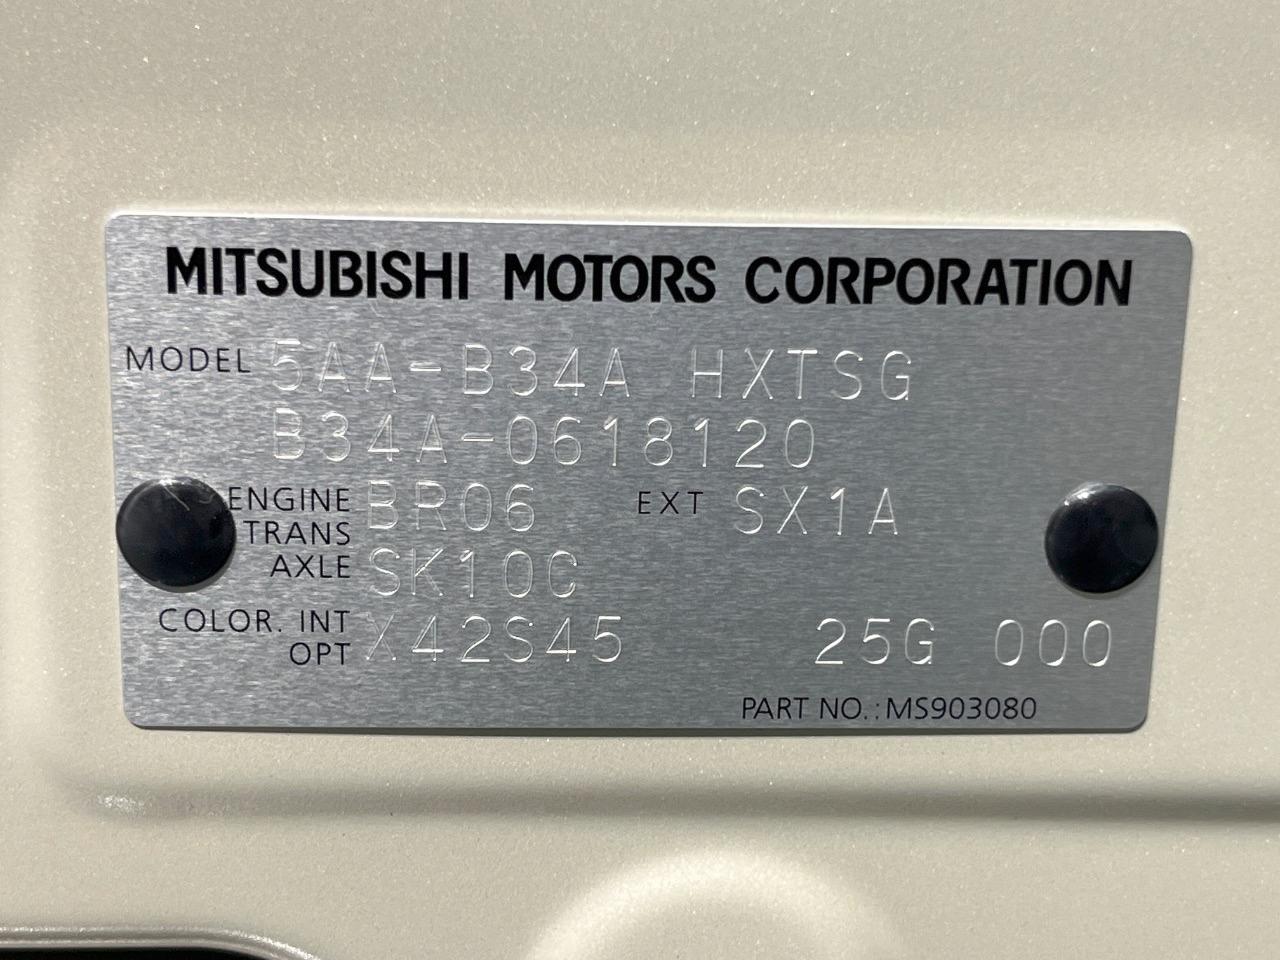 MITSUBISHI MOTORS CORPORATION
MODEL 5AA-B34A HXTSG
B34A-0618120
ENGINE BR06 EXT SX1A
TRANS
AXLE SK10C
COLOR. INT
OPT X42S45 25G 000
PART NO.: MS903080